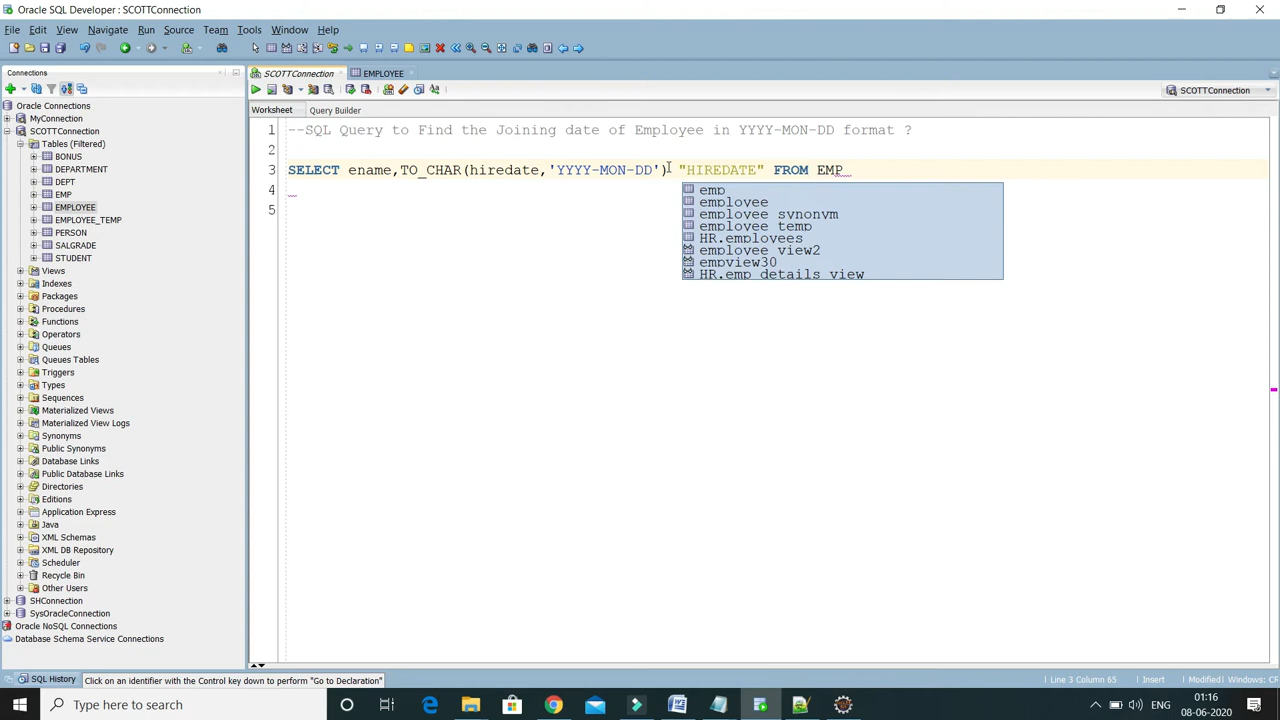 Oracle SQL Developer : SCOTTConnection
File Edit View Navigate Run Source Team Tools Window Help
Connections
SCOTTConnection EMPLOYEE
SCOTTConnection
Worksheet Query Builder
Oracle Connections
MyConnection
SCOTTConnection
Tables (Filtered)
BONUS
DEPARTMENT
DEPT
EMP
EMPLOYEE
EMPLOYEE_TEMP
PERSON
SALGRADE
STUDENT
Views
Indexes
Packages
Procedures
Functions
Operators
Queues
Queues Tables
Triggers
Types
Sequences
Materialized Views
Materialized View Logs
Synonyms
Public Synonyms
Database Links
Public Database Links
Directories
Editions
Application Express
Java
XML Schemas
XML DB Repository
Scheduler
Recycle Bin
Other Users
SHConnection
SysOracleConnection
Oracle NoSQL Connections
Database Schema Service Connections
1 --SQL Query to Find the Joining date of Employee in YYYY-MON-DD format ?
2
3 SELECT ename,TO_CHAR(hiredate,'YYYY-MON-DD') "HIREDATE" FROM EMP
4
5
emp
employee
employee_synonym
employee_temp
HR.employees
employee_view2
empview30
HR.emp_details_view
SQL History Click on an identifier with the Control key down to perform "Go to Declaration"
Line 3 Column 65 Insert Modified Windows: CR
Type here to search
ENG
01:16
08-06-2020